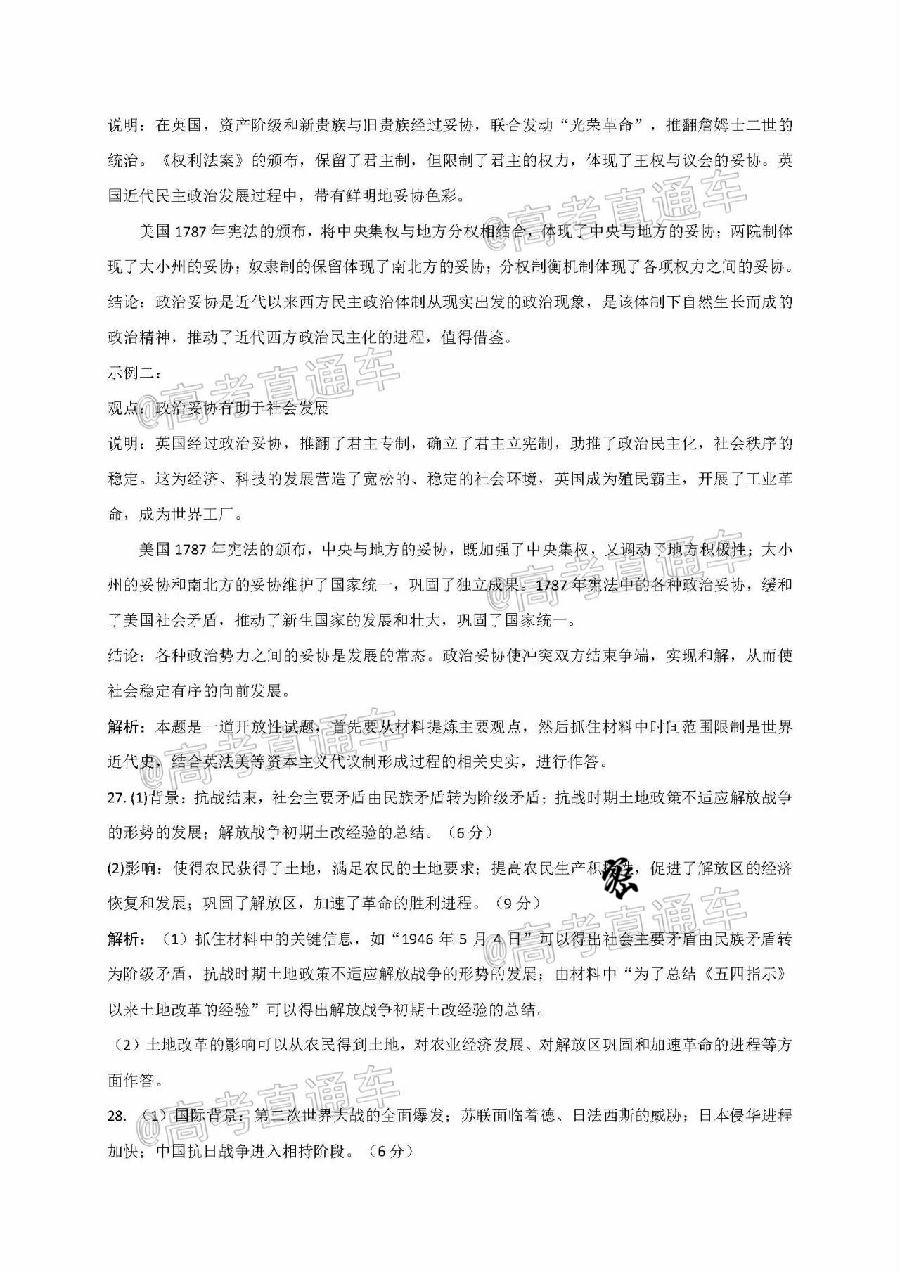 说明：在英国，资产阶级和新贵族与旧贵族经过妥协，联合发动“光荣革命”，推翻詹姆士二世的
统治。《权利法案》的颁布，保留了君主制，但限制了君主的权力，体现了王权与议会的妥协。英
国近代民主政治发展过程中，带有鲜明地妥协色彩。
美国 1787 年宪法的颁布，将中央集权与地方分权相结合，体现了中央与地方的妥协；两院制体
现了大小州的妥协；奴隶制的保留体现了南北方的妥协；分权制衡机制体现了各项权力之间的妥协。
结论：政治妥协是近代以来西方民主政治体制从现实出发的政治现象，是该体制下自然生长而成的
政治精神，推动了近代西方政治民主化的进程，值得借鉴。
示例二：
观点：政治妥协有助于社会发展
说明：英国经过政治妥协，推翻了君主专制，确立了君主立宪制，助推了政治民主化，社会秩序的
稳定。这为经济、科技的发展营造了宽松的、稳定的社会环境，英国成为殖民霸主，开展了工业革
命，成为世界工厂。
美国 1787 年宪法的颁布，中央与地方的妥协，既加强了中央集权，又调动了地方积极性；大小
州的妥协和南北方的妥协维护了国家统一，巩固了独立成果。1787 年宪法中的各种政治妥协，缓和
了美国社会矛盾，推动了新生国家的发展和壮大，巩固了国家统一。
结论：各种政治势力之间的妥协是发展的常态。政治妥协使冲突双方结束争端，实现和解，从而使
社会稳定有序的向前发展。
解析：本题是一道开放性试题，首先要从材料提炼主要观点，然后抓住材料中时间范围限制是世界
近代史，结合英法美等资本主义代议制形成过程的相关史实，进行作答。
27. (1)背景：抗战结束，社会主要矛盾由民族矛盾转为阶级矛盾；抗战时期土地政策不适应解放战争
的形势的发展；解放战争初期土改经验的总结。（6 分）
(2)影响：使得农民获得了土地，满足农民的土地要求；提高农民生产积，促进了解放区的经济
恢复和发展；巩固了解放区，加速了革命的胜利进程。（9 分）
解析：（1）抓住材料中的关键信息，如“1946 年 5 月 4 日”可以得出社会主要矛盾由民族矛盾转
为阶级矛盾，抗战时期土地政策不适应解放战争的形势的发展；由材料中“为了总结《五四指示》
以来土地改革的经验”可以得出解放战争初期土改经验的总结。
（2）土地改革的影响可以从农民得到土地，对农业经济发展、对解放区巩固和加速革命的进程等方
面作答。
28. （1）国际背景：第二次世界大战的全面爆发；苏联面临着德、日法西斯的威胁；日本侵华进程
加快；中国抗日战争进入相持阶段。（6 分）
@高考直通车
@高考直通车
@高考直通车
@高考直通车
@高考直通车
@高考直通车